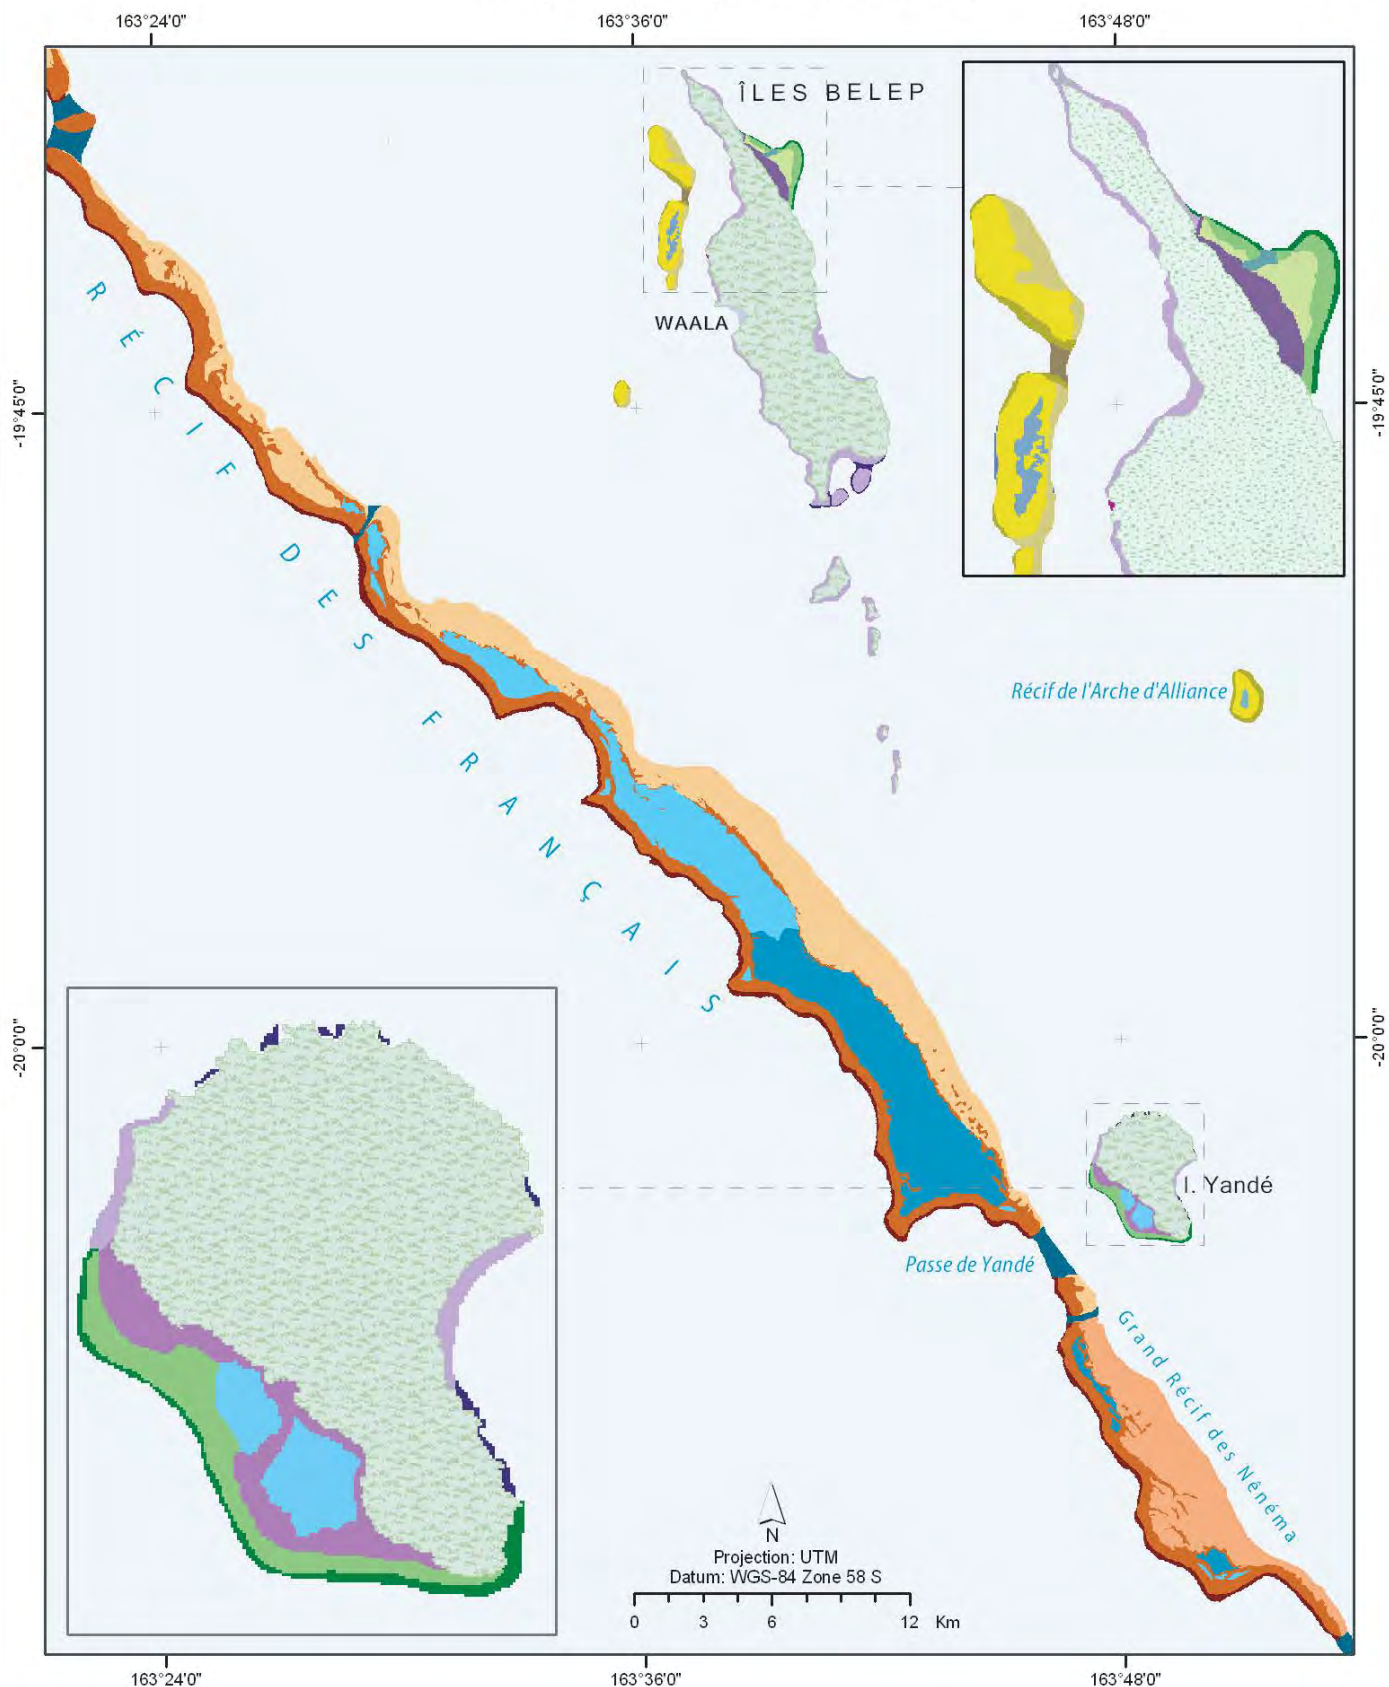 163°24'0" 163°36'0" 163°48'0"
ÎLES BELEP
WAALA
-19°45'0" -19°45'0"
RÉCIF DES FRANÇAIS
Récif de l'Arche d'Alliance
-20°0'0" -20°0'0"
I. Yandé
Passe de Yandé
Grand Récif des Nénéma
N
Projection: UTM
Datum: WGS-84 Zone 58 S
0 3 6 12 Km
163°24'0" 163°36'0" 163°48'0"